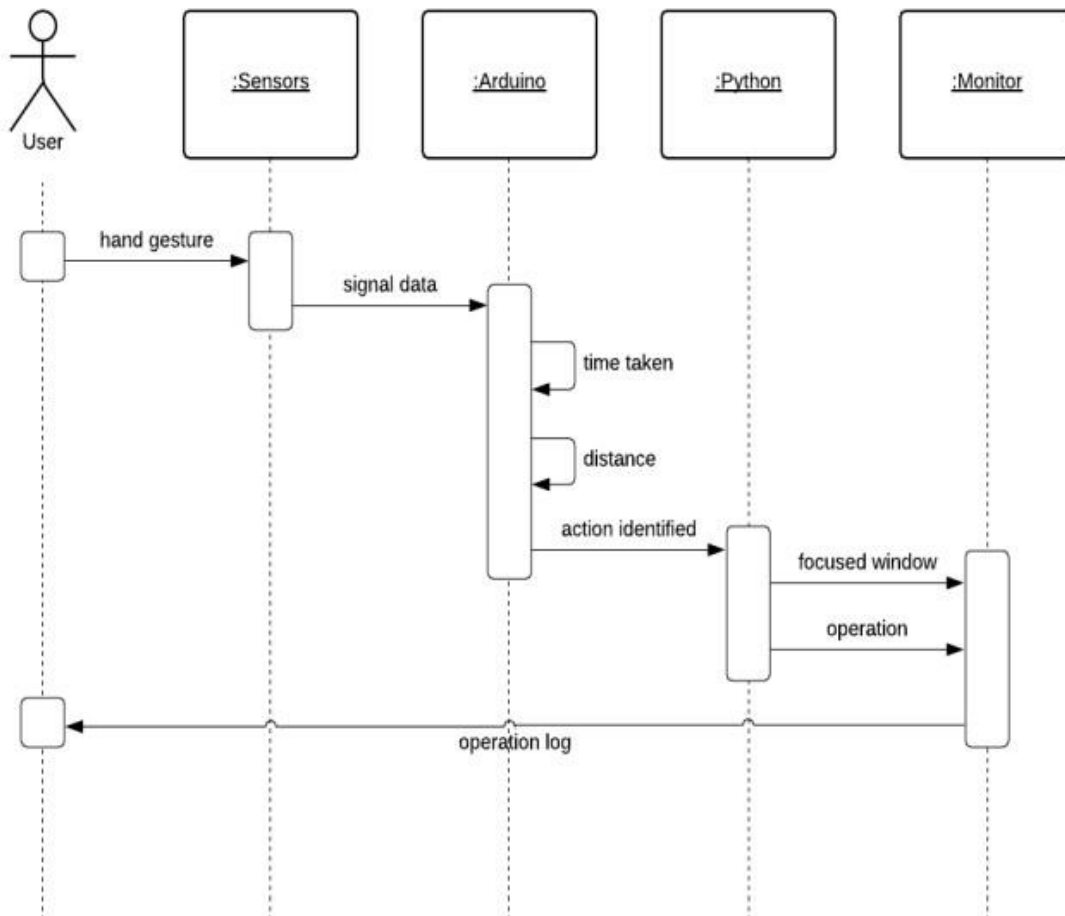 :Sensors
:Arduino
:Python
:Monitor
User
hand gesture
signal data
time taken
distance
action identified
focused window
operation
operation log